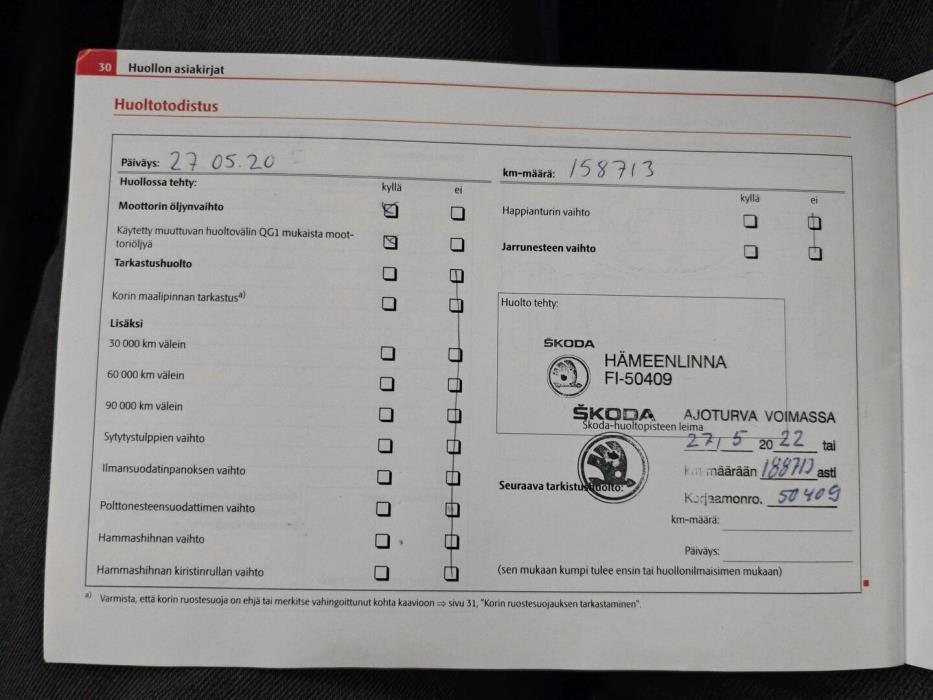 30 Huollon asiakirjat
Huoltotodistus
Päiväys: 27 05.20
km-määrä: 158713
Huollossa tehty: kyllä ei
Moottorin öljynvaihto
Käytetty muuttuvan huoltovälin QG1 mukaista moot-
toriöljyä
Tarkastushuolto
Korin maalipinnan tarkastusa)
Lisäksi
30 000 km välein
60 000 km välein
90 000 km välein
Sytytystulppien vaihto
Ilmansuodatinpanoksen vaihto
Polttonesteensuodattimen vaihto
Hammashihnan vaihto
Hammashihnan kiristinrullan vaihto
kyllä ei
Happianturin vaihto
Jarrunesteen vaihto
Huolto tehty:
ŠKODA
HÄMEENLINNA
FI-50409
ŠKODA AJOTURVA VOIMASSA
Škoda-huoltopisteen leima
27/5 2022 tai
km määrään 188713 asti
Seuraava tarkistushuolto:
Korjaamonro. 50409
km-määrä:
Päiväys:
(sen mukaan kumpi tulee ensin tai huollonilmaisimen mukaan)
a) Varmista, että korin ruostesuoja on ehjä tai merkitse vahingoittunut kohta kaavioon ⇒ sivu 31, "Korin ruostesuojauksen tarkastaminen".